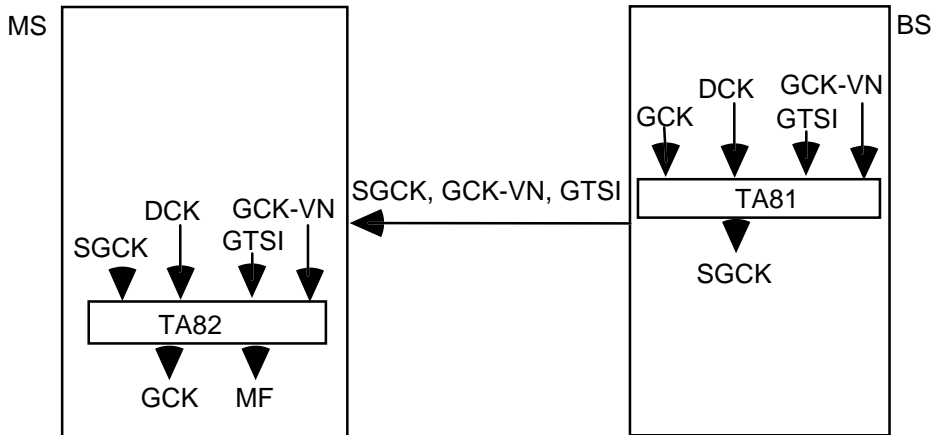 MS
BS
GCK
DCK
GCK-VN
GTSI
TA81
SGCK
SGCK, GCK-VN, GTSI
SGCK
DCK
GCK-VN
GTSI
TA82
GCK
MF